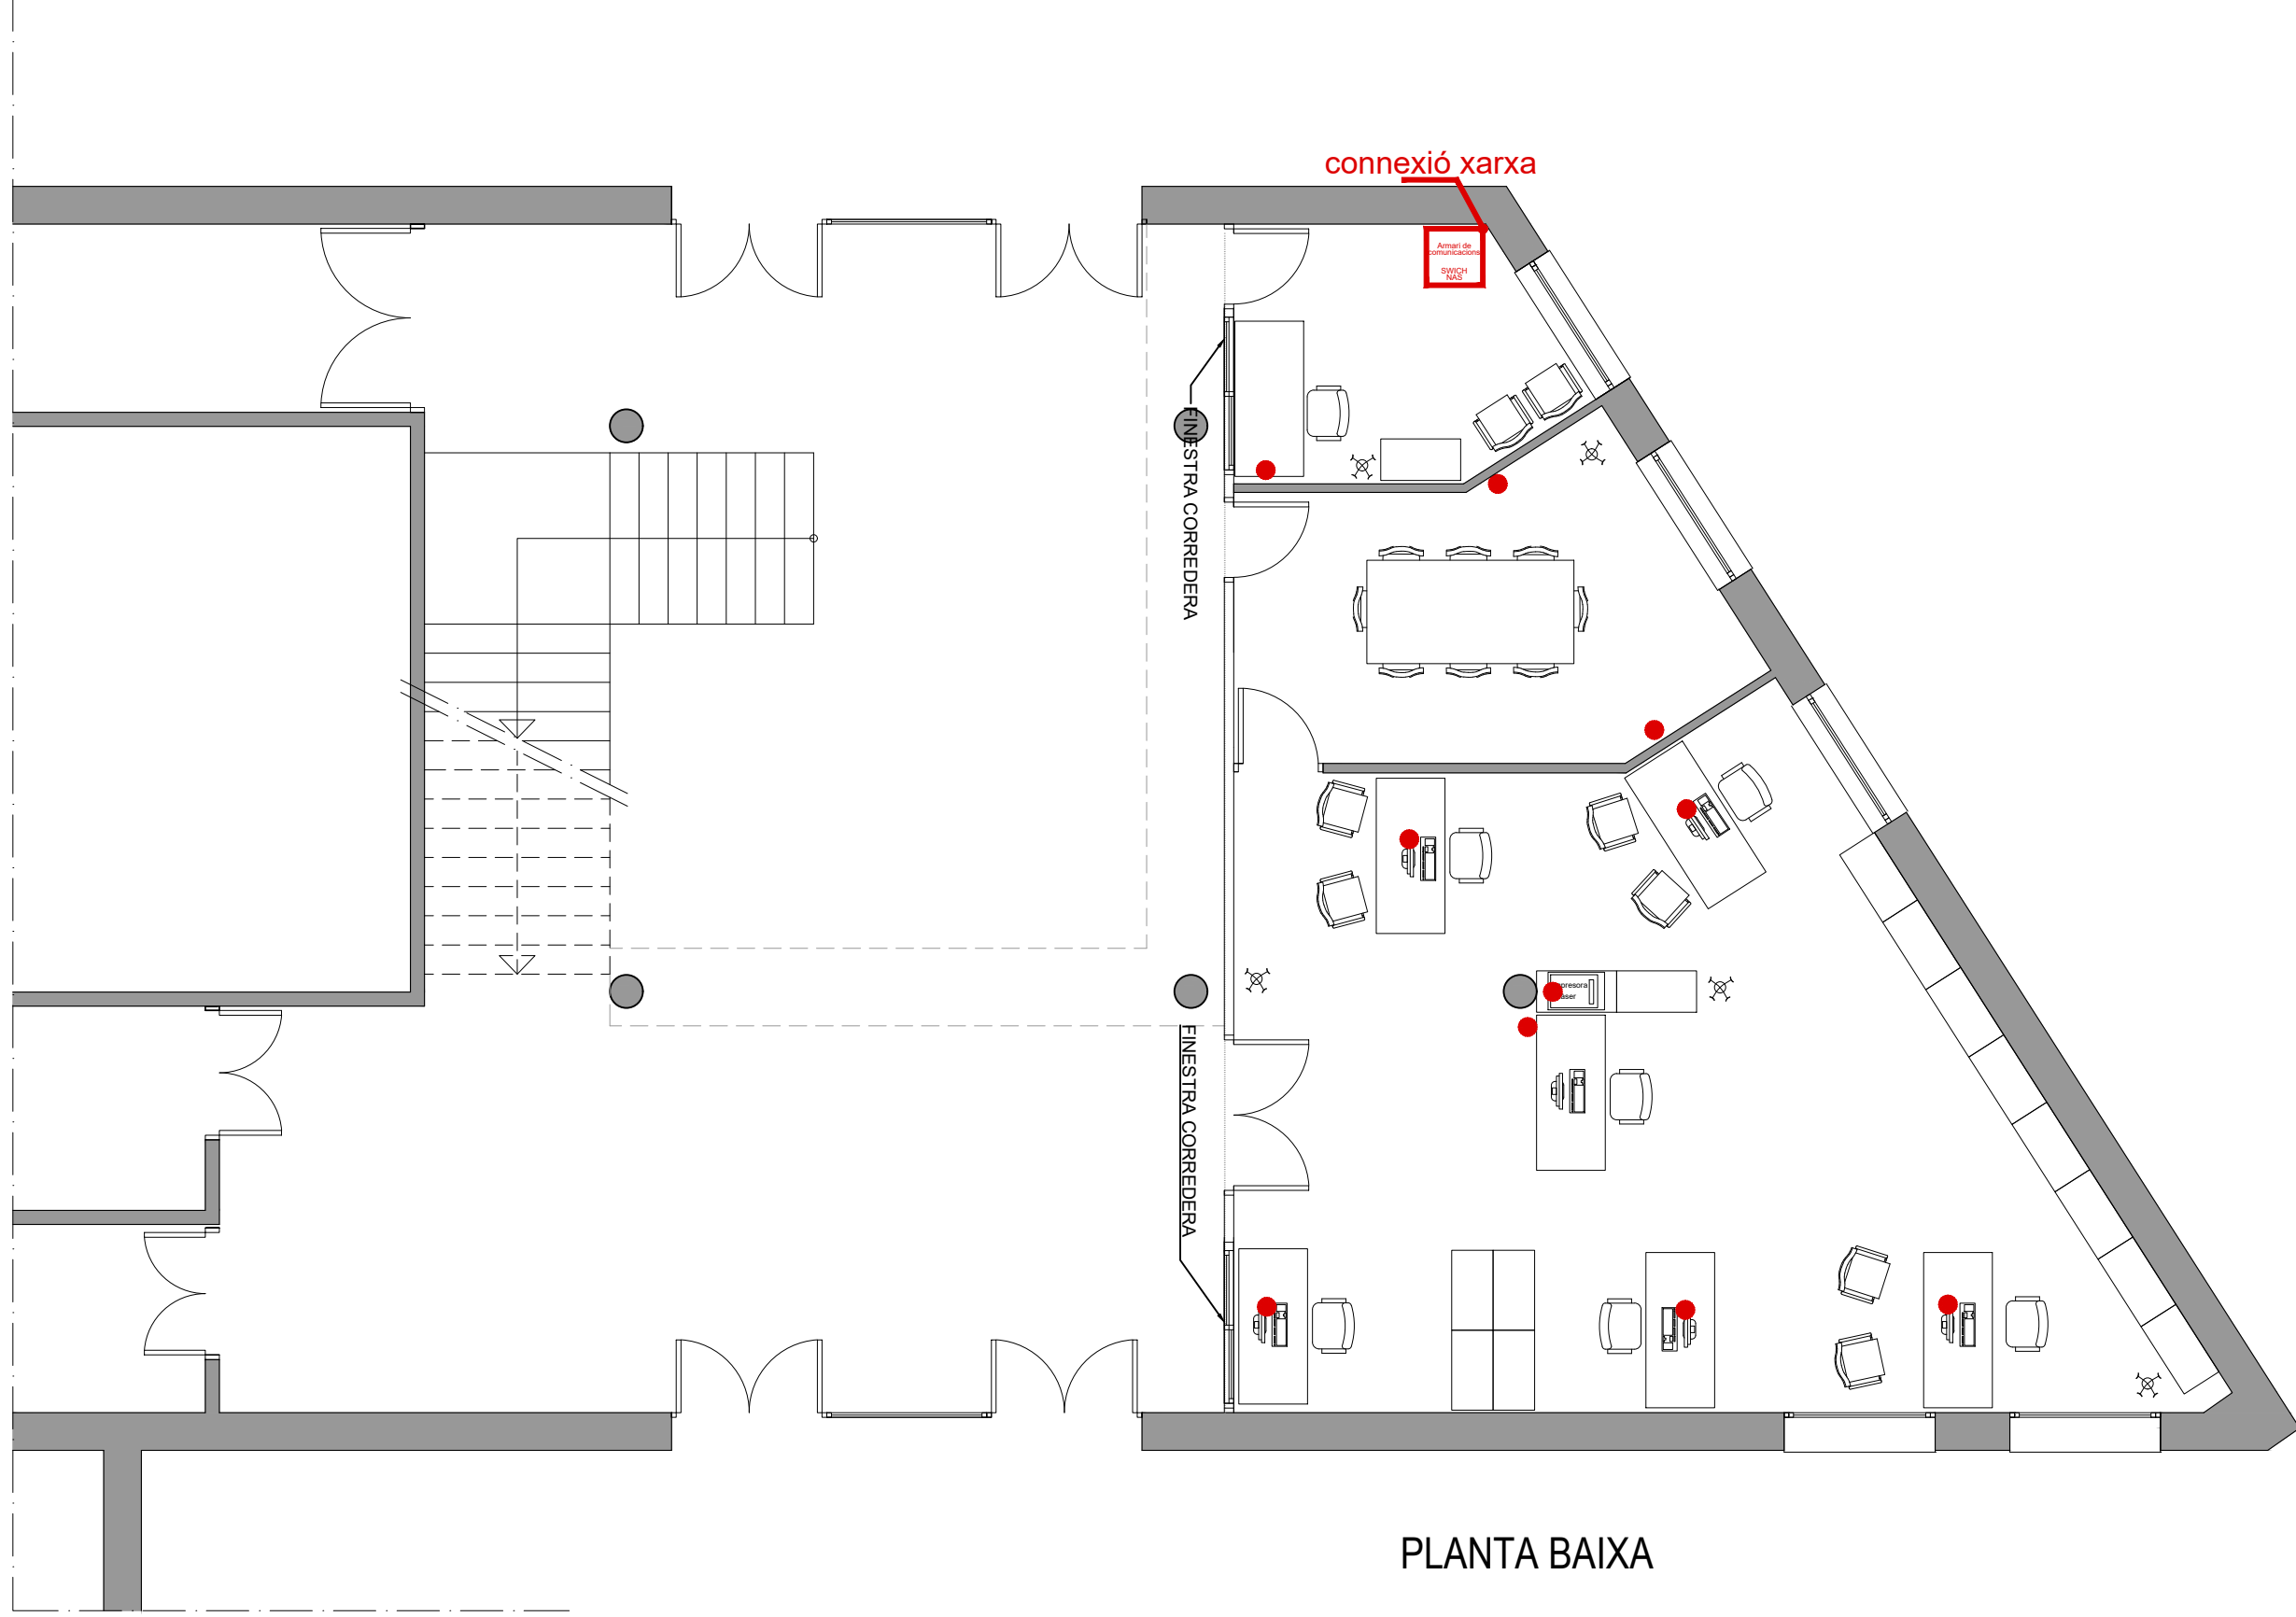 connexió xarxa
Armari de
comunicacions
SWICH
NAS
FINESTRA CORREDERA
FINESTRA CORREDERA
PLANTA BAIXA